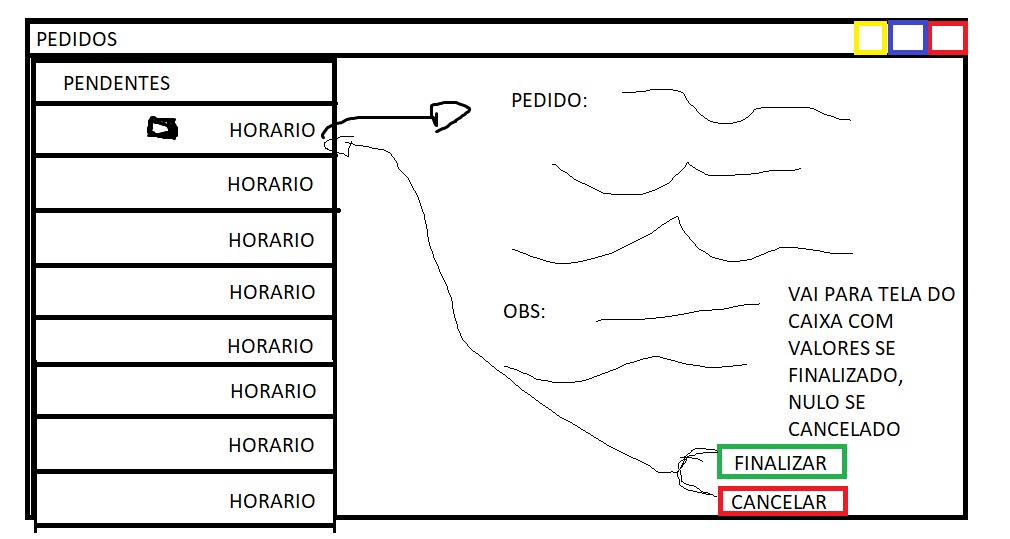 PEDIDOS
PENDENTES
HORARIO
HORARIO
HORARIO
HORARIO
HORARIO
HORARIO
HORARIO
HORARIO
PEDIDO:
OBS:
VAI PARA TELA DO
CAIXA COM
VALORES SE
FINALIZADO,
NULO SE
CANCELADO
FINALIZAR
CANCELAR